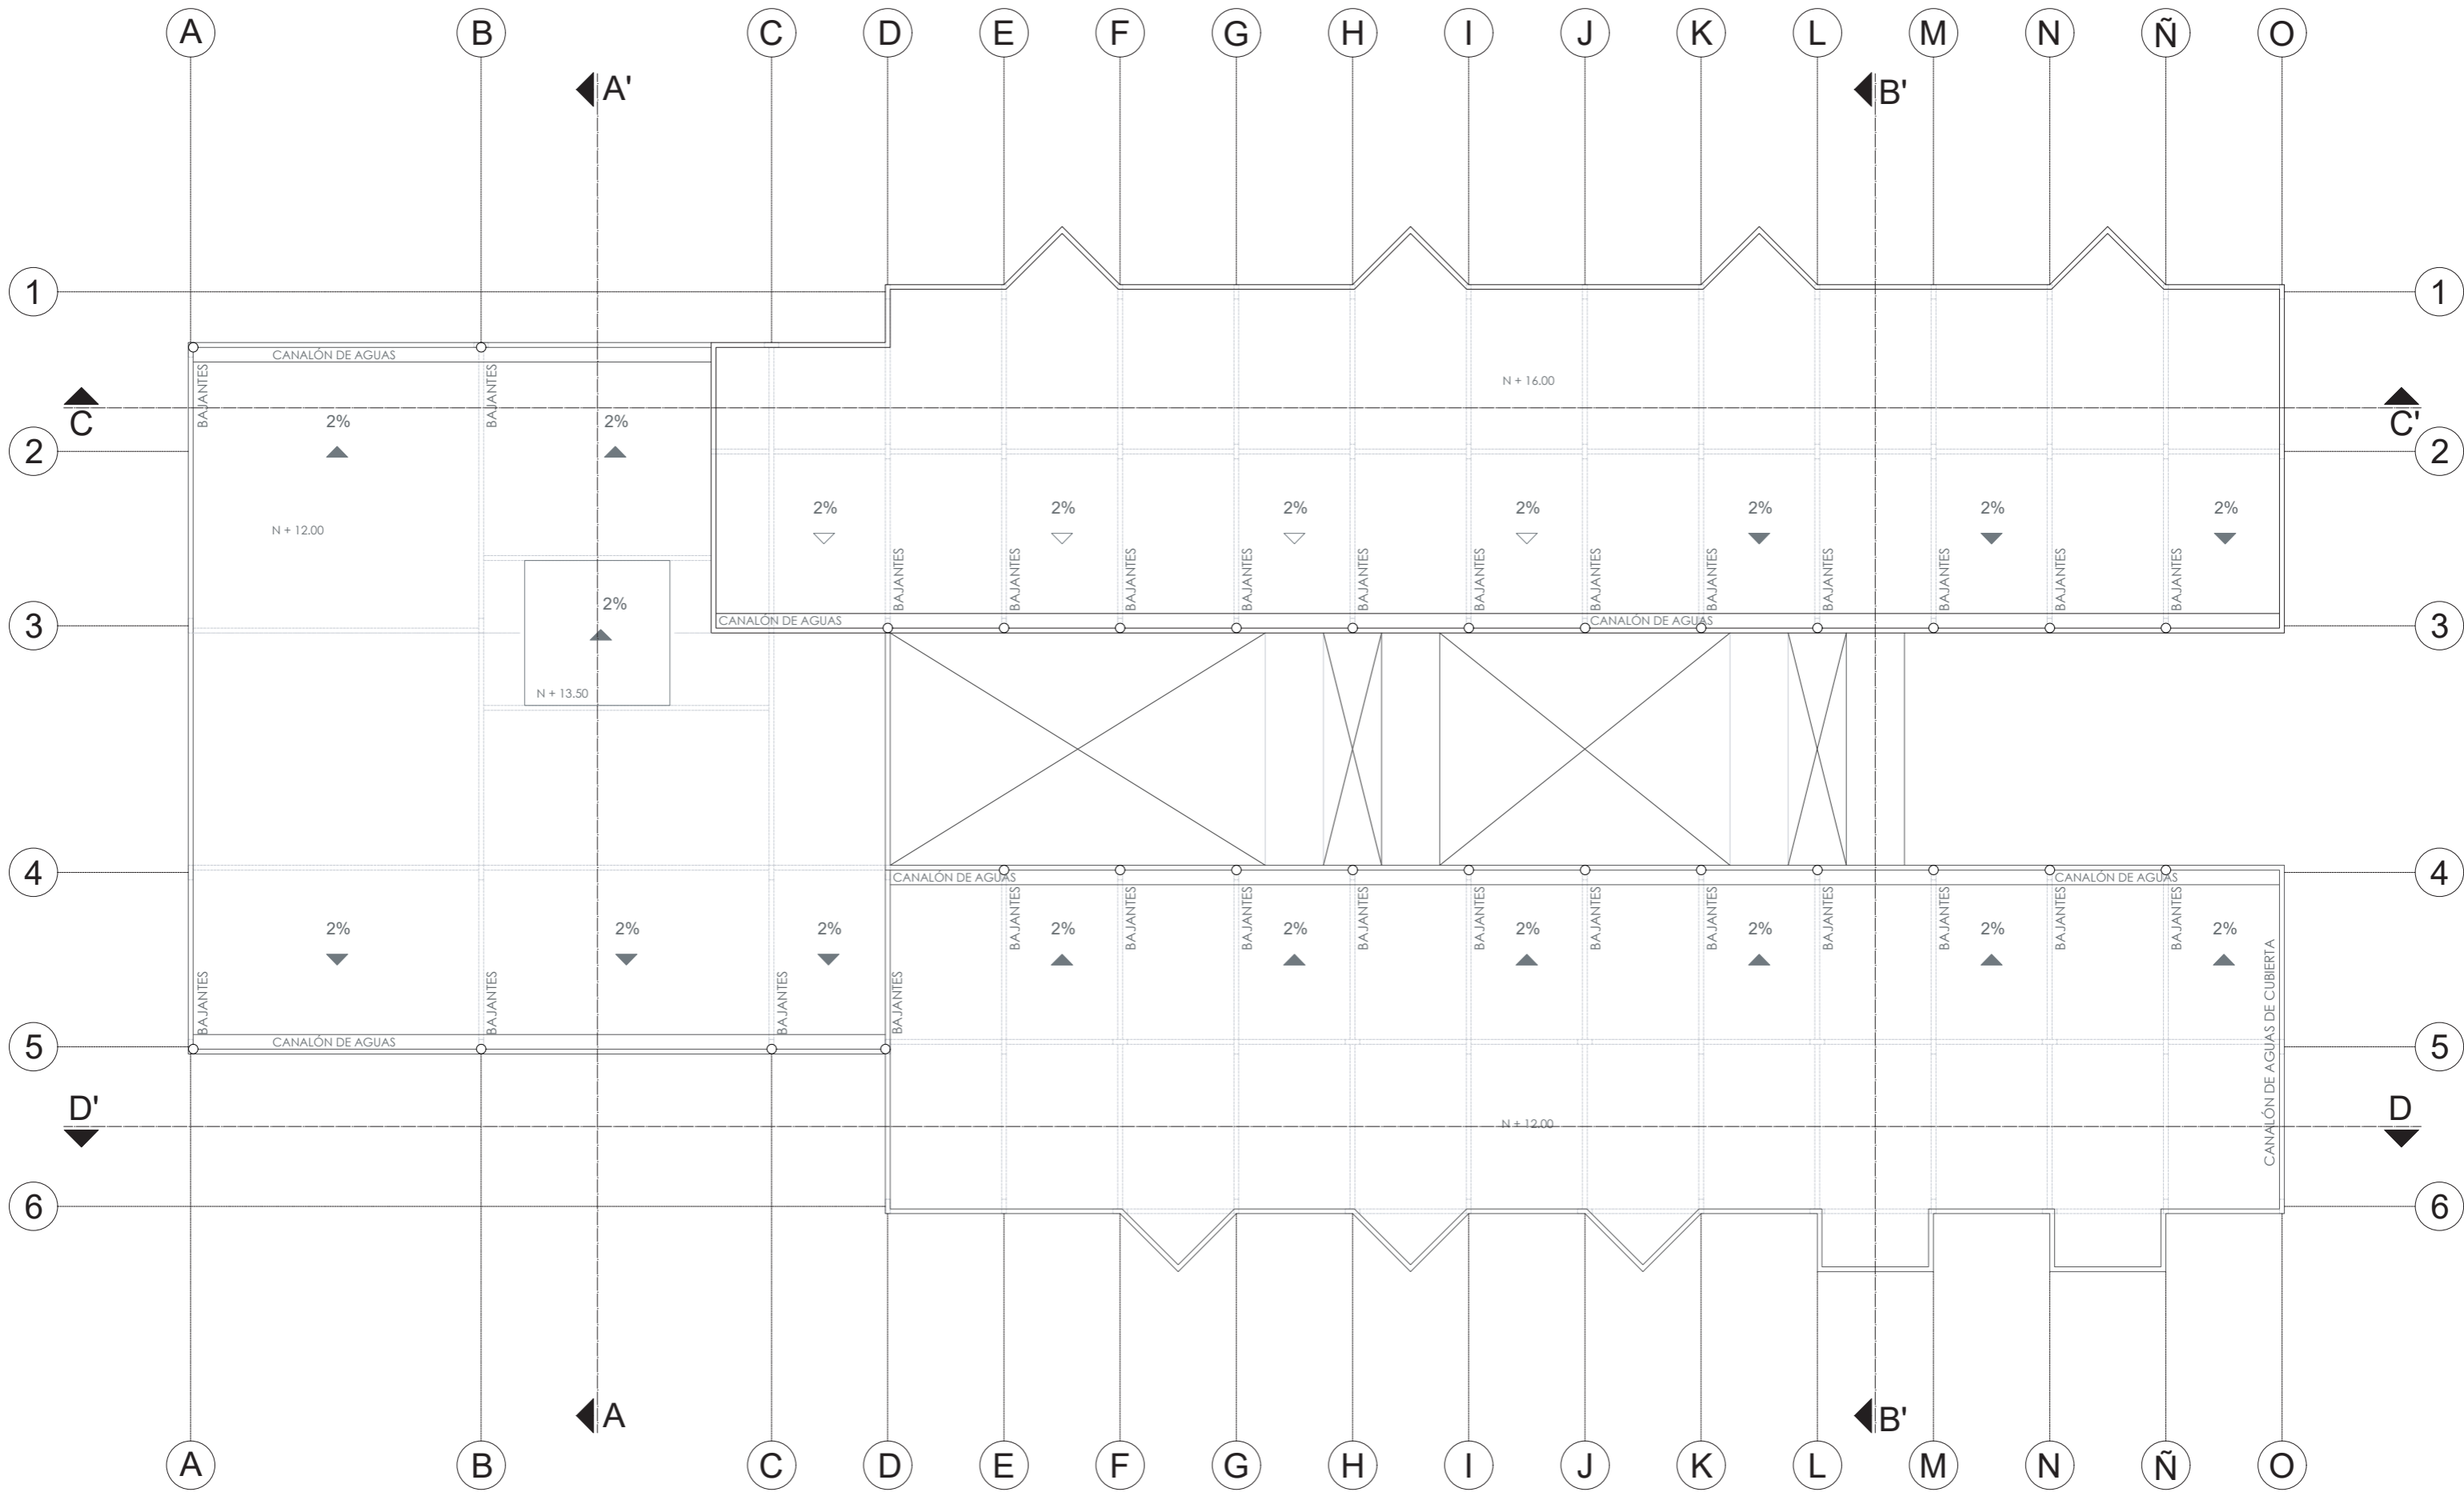 A B C D E F G H I J K L M N Ñ O
A' B'
1 1
CANALÓN DE AGUAS
BAJANTES BAJANTES
N + 16.00
C C'
2% 2%
2 2
2% 2% 2% 2% 2% 2% 2%
N + 12.00
BAJANTES BAJANTES BAJANTES BAJANTES BAJANTES BAJANTES BAJANTES BAJANTES BAJANTES BAJANTES BAJANTES BAJANTES
2%
3 CANALÓN DE AGUAS CANALÓN DE AGUAS 3
N + 13.50
4 CANALÓN DE AGUAS CANALÓN DE AGUAS 4
BAJANTES BAJANTES BAJANTES BAJANTES BAJANTES BAJANTES BAJANTES BAJANTES BAJANTES BAJANTES BAJANTES
2% 2% 2% 2% 2% 2% 2% 2% 2%
BAJANTES BAJANTES BAJANTES BAJANTES
CANALÓN DE AGUAS DE CUBIERTA
5 CANALÓN DE AGUAS 5
D' D
N + 12.00
6 6
A B'
A B C D E F G H I J K L M N Ñ O